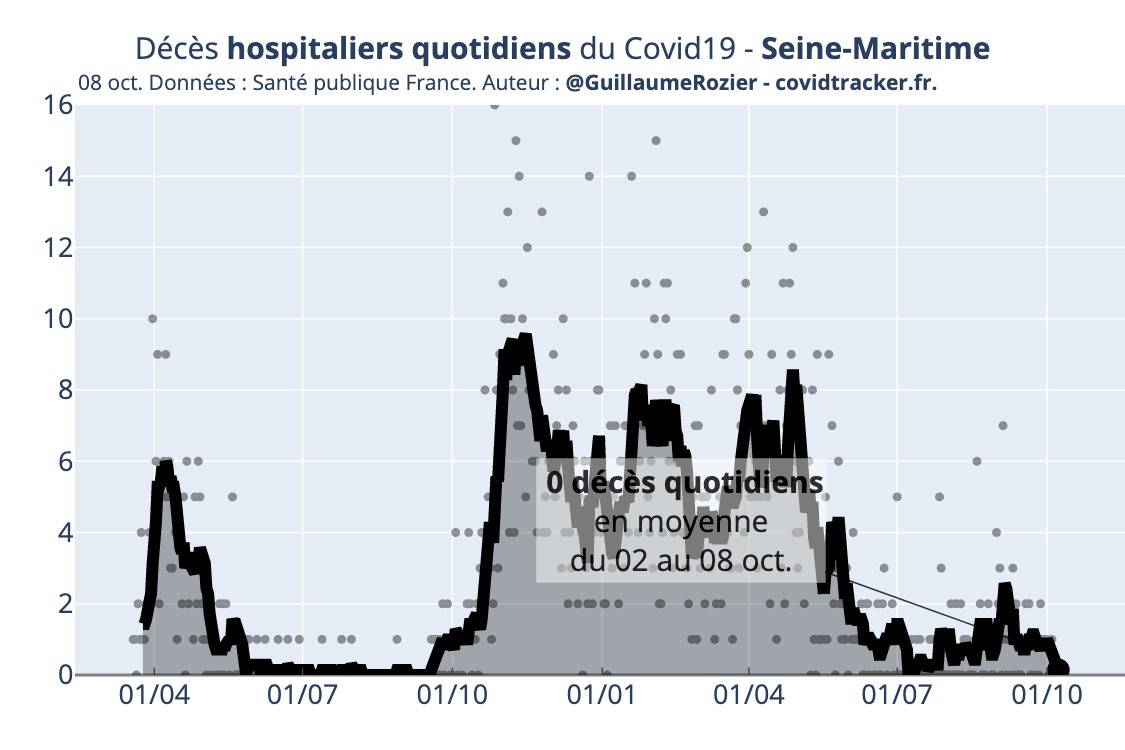 Décès hospitaliers quotidiens du Covid19 - Seine-Maritime
08 oct. Données : Santé publique France. Auteur : @GuillaumeRozier - covidtracker.fr.
16
14
12
10
8
6
4
2
0
0 décès quotidiens
en moyenne
du 02 au 08 oct.
01/04 01/07 01/10 01/01 01/04 01/07 01/10